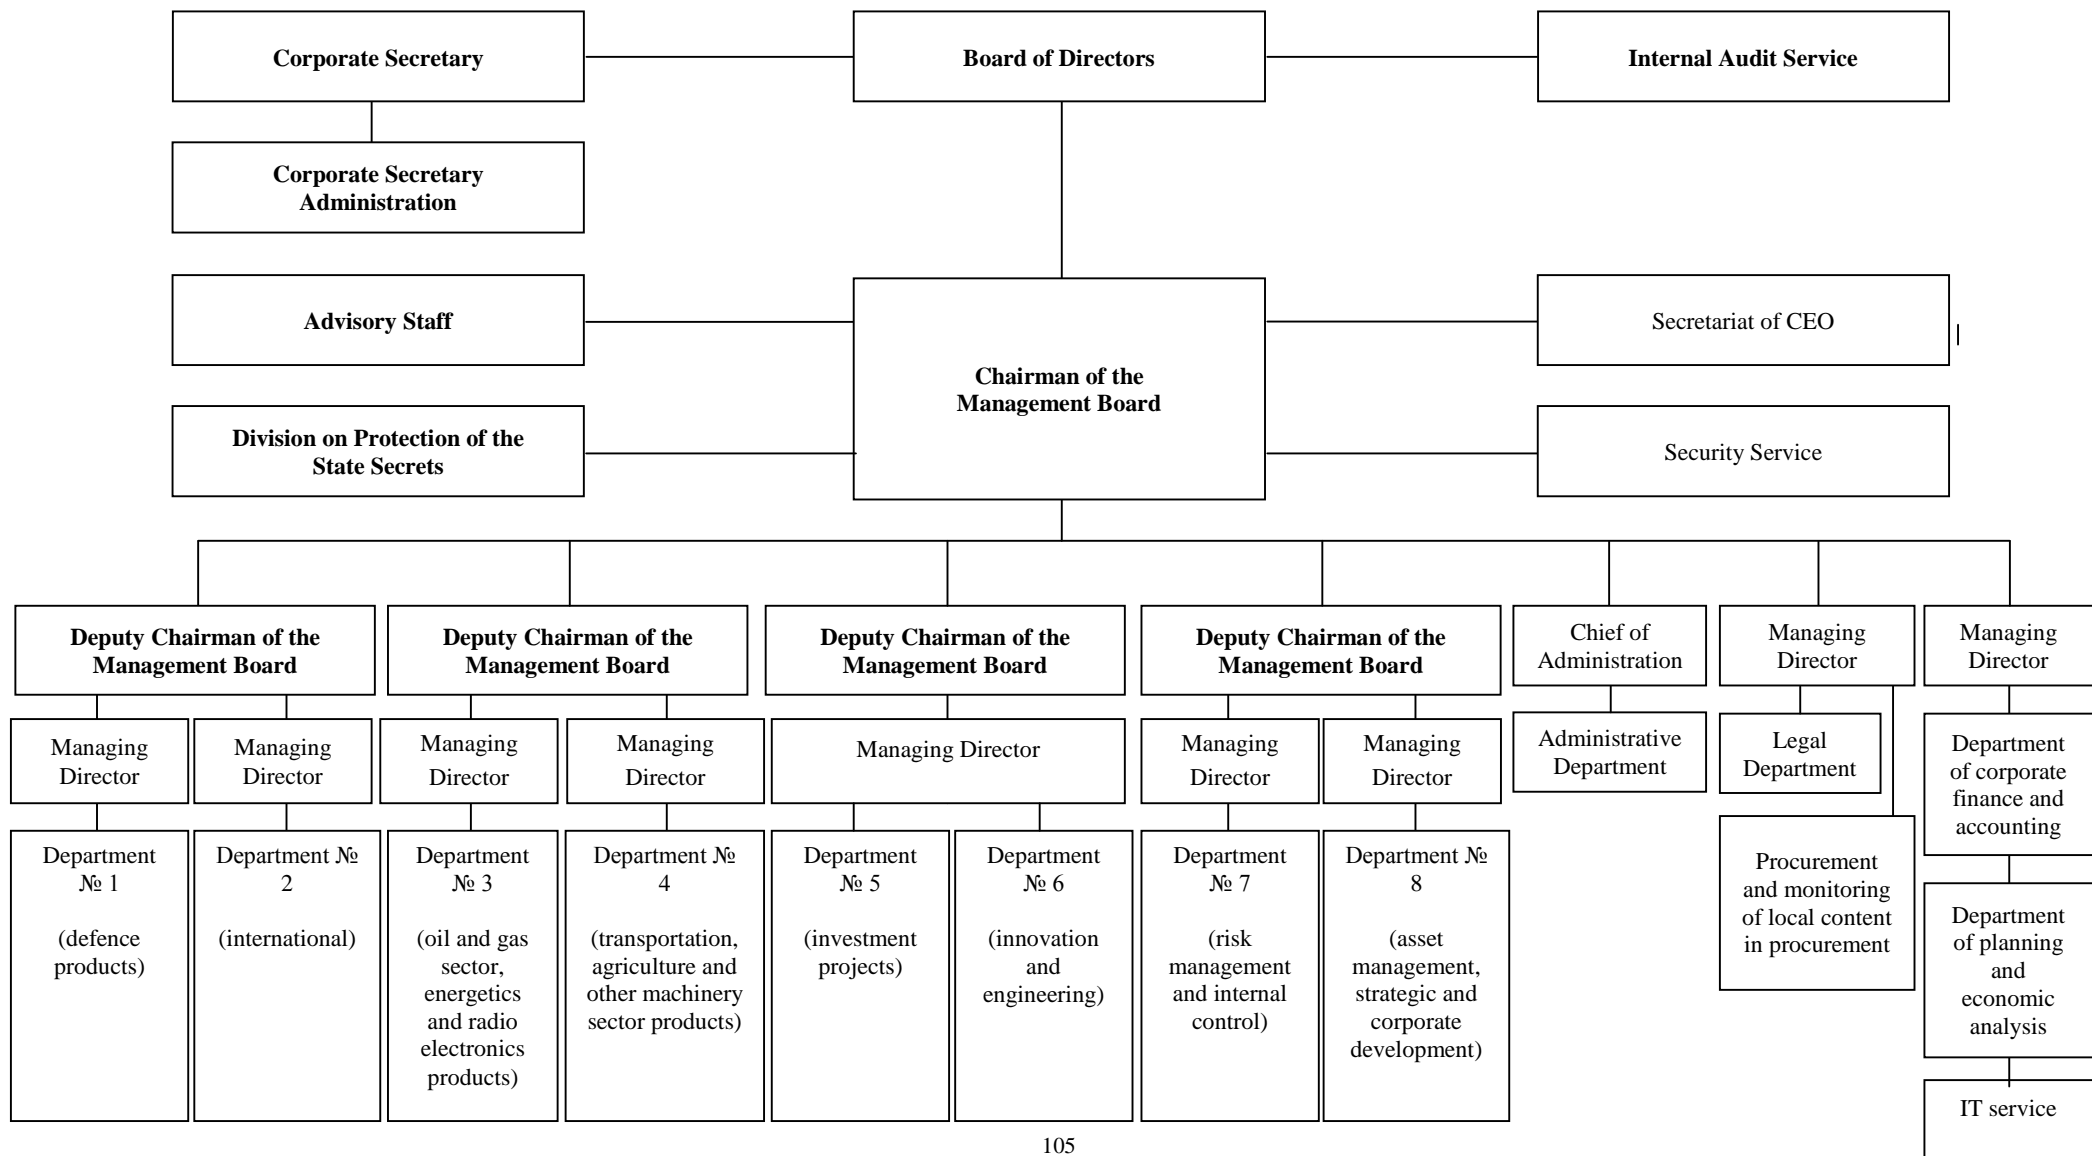 Corporate Secretary
Board of Directors
Internal Audit Service
Corporate Secretary
Administration
Advisory Staff
Secretariat of CEO
Chairman of the
Management Board
Division on Protection of the
State Secrets
Security Service
Deputy Chairman of the
Management Board
Deputy Chairman of the
Management Board
Deputy Chairman of the
Management Board
Deputy Chairman of the
Management Board
Chief of
Administration
Managing
Director
Managing
Director
Managing
Director
Managing
Director
Managing
Director
Managing
Director
Managing Director
Managing
Director
Managing
Director
Administrative
Department
Legal
Department
Department
of corporate
finance and
accounting
Department
№ 1
(defence
products)
Department №
2
(international)
Department
№ 3
(oil and gas
sector,
energetics
and radio
electronics
products)
Department №
4
(transportation,
agriculture and
other machinery
sector products)
Department
№ 5
(investment
projects)
Department
№ 6
(innovation
and
engineering)
Department
№ 7
(risk
management
and internal
control)
Department №
8
(asset
management,
strategic and
corporate
development)
Procurement
and monitoring
of local content
in procurement
Department
of planning
and
economic
analysis
IT service
105